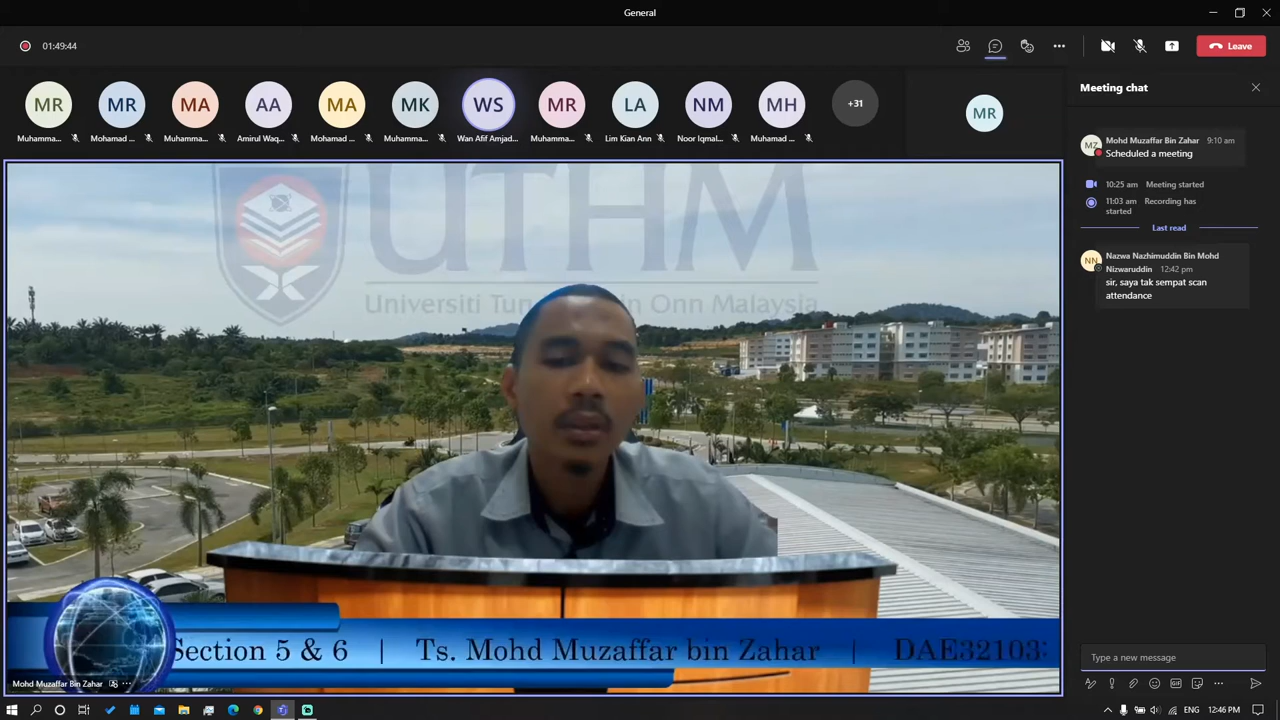 General
01:49:44
Leave
MR
MR
MA
AA
MA
MK
WS
MR
LA
NM
MH
+31
MR
Muhamma...
Mohamad ...
Muhamma...
Amirul Waq...
Mohamad ...
Muhamma...
Wan Afif Amjad...
Muhamma...
Lim Kian Ann
Noor Iqmal...
Muhamad ...
UTHM
Universiti Tun Onn Malaysia
Section 5 & 6 | Ts. Mohd Muzaffar bin Zahar | DAE32103
Mohd Muzaffar Bin Zahar
Meeting chat
MZ
Mohd Muzaffar Bin Zahar 9:10 am
Scheduled a meeting
10:25 am Meeting started
11:03 am Recording has
started
Last read
NN
Nazwa Nazhimuddin Bin Mohd
Nizwaruddin 12:42 pm
sir, saya tak sempat scan
attendance
Type a new message
GIF
ENG 12:46 PM